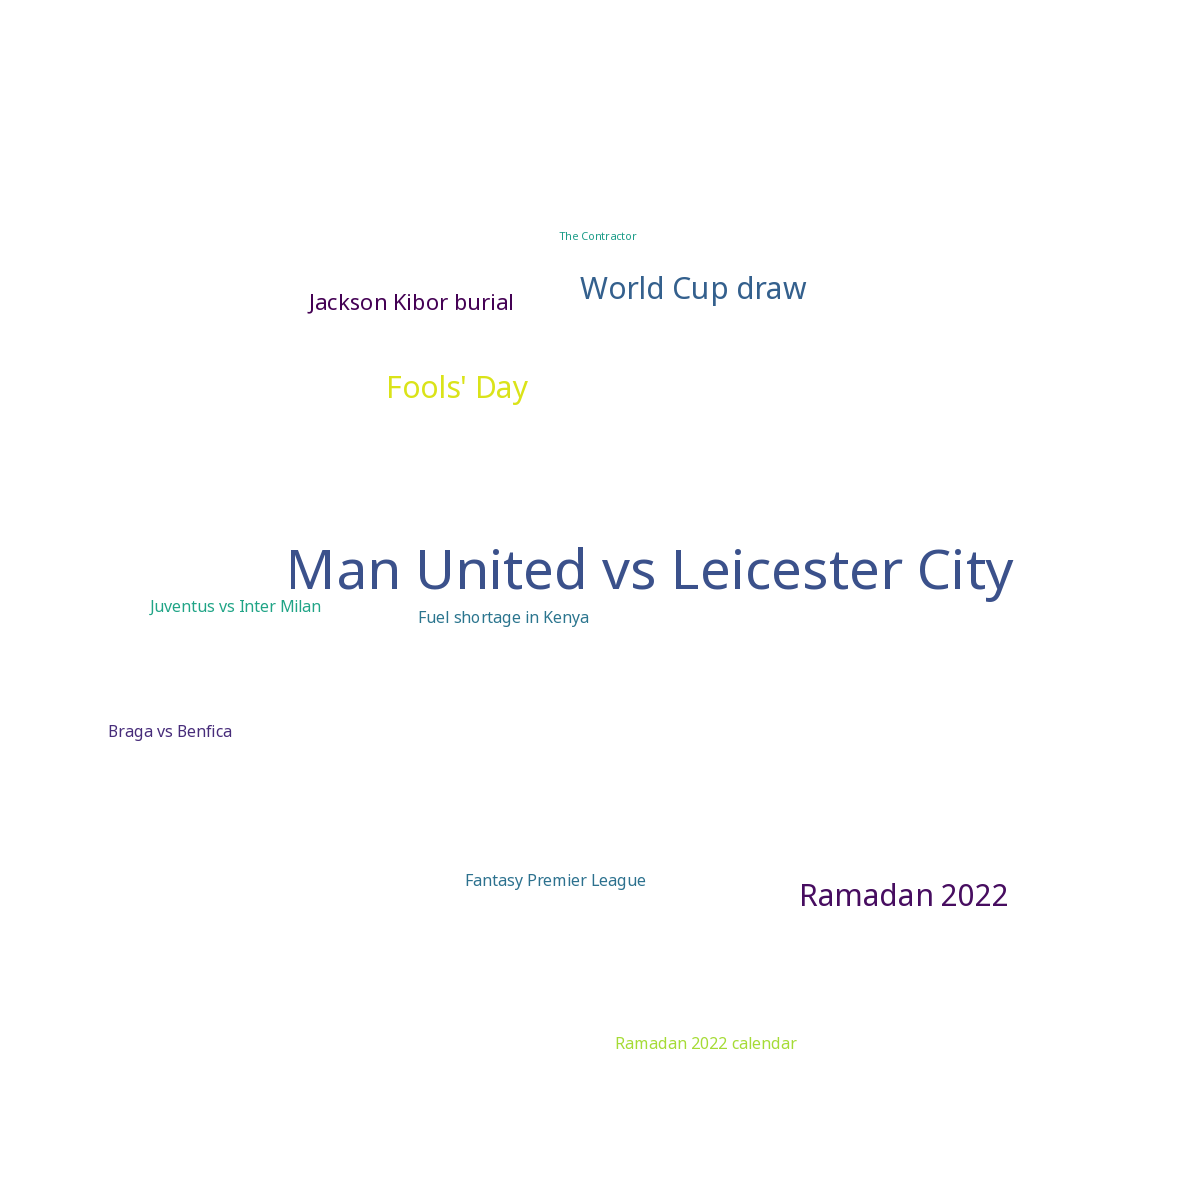 The Contractor
World Cup draw
Jackson Kibor burial
Fools' Day
Man United vs Leicester City
Juventus vs Inter Milan
Fuel shortage in Kenya
Braga vs Benfica
Fantasy Premier League
Ramadan 2022
Ramadan 2022 calendar